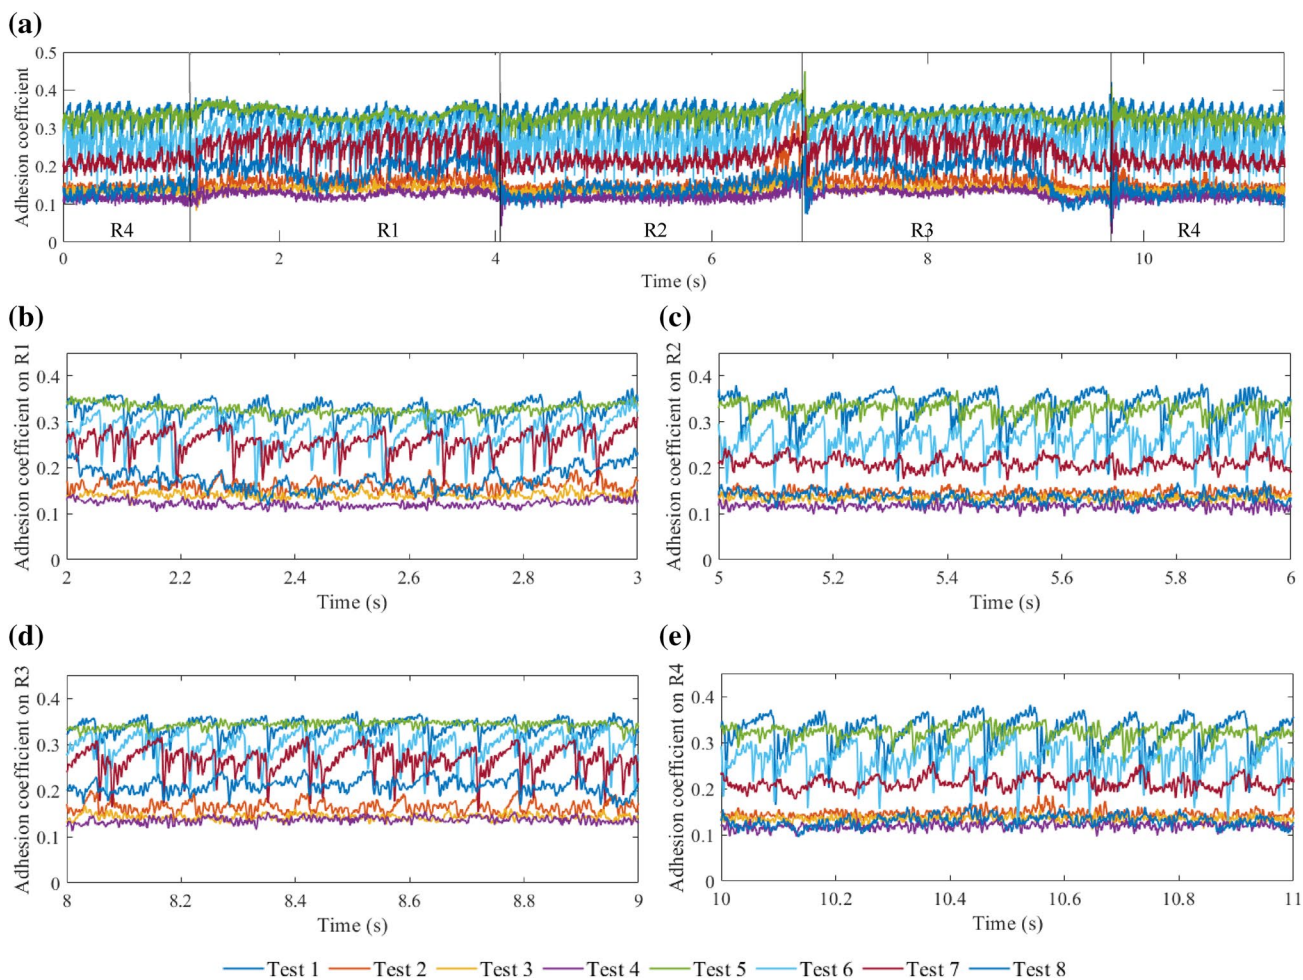 (a)
Adhesion coefficient
0.5
0.4
0.3
0.2
0.1
0
R4 R1 R2 R3 R4
0 2 4 6 8 10
Time (s)
(b)
Adhesion coefficient on R1
0.4
0.3
0.2
0.1
0
2 2.2 2.4 2.6 2.8 3
Time (s)
(c)
Adhesion coefficient on R2
0.4
0.3
0.2
0.1
0
5 5.2 5.4 5.6 5.8 6
Time (s)
(d)
Adhesion coefficient on R3
0.4
0.3
0.2
0.1
0
8 8.2 8.4 8.6 8.8 9
Time (s)
(e)
Adhesion coefficient on R4
0.4
0.3
0.2
0.1
0
10 10.2 10.4 10.6 10.8 11
Time (s)
Test 1 Test 2 Test 3 Test 4 Test 5 Test 6 Test 7 Test 8